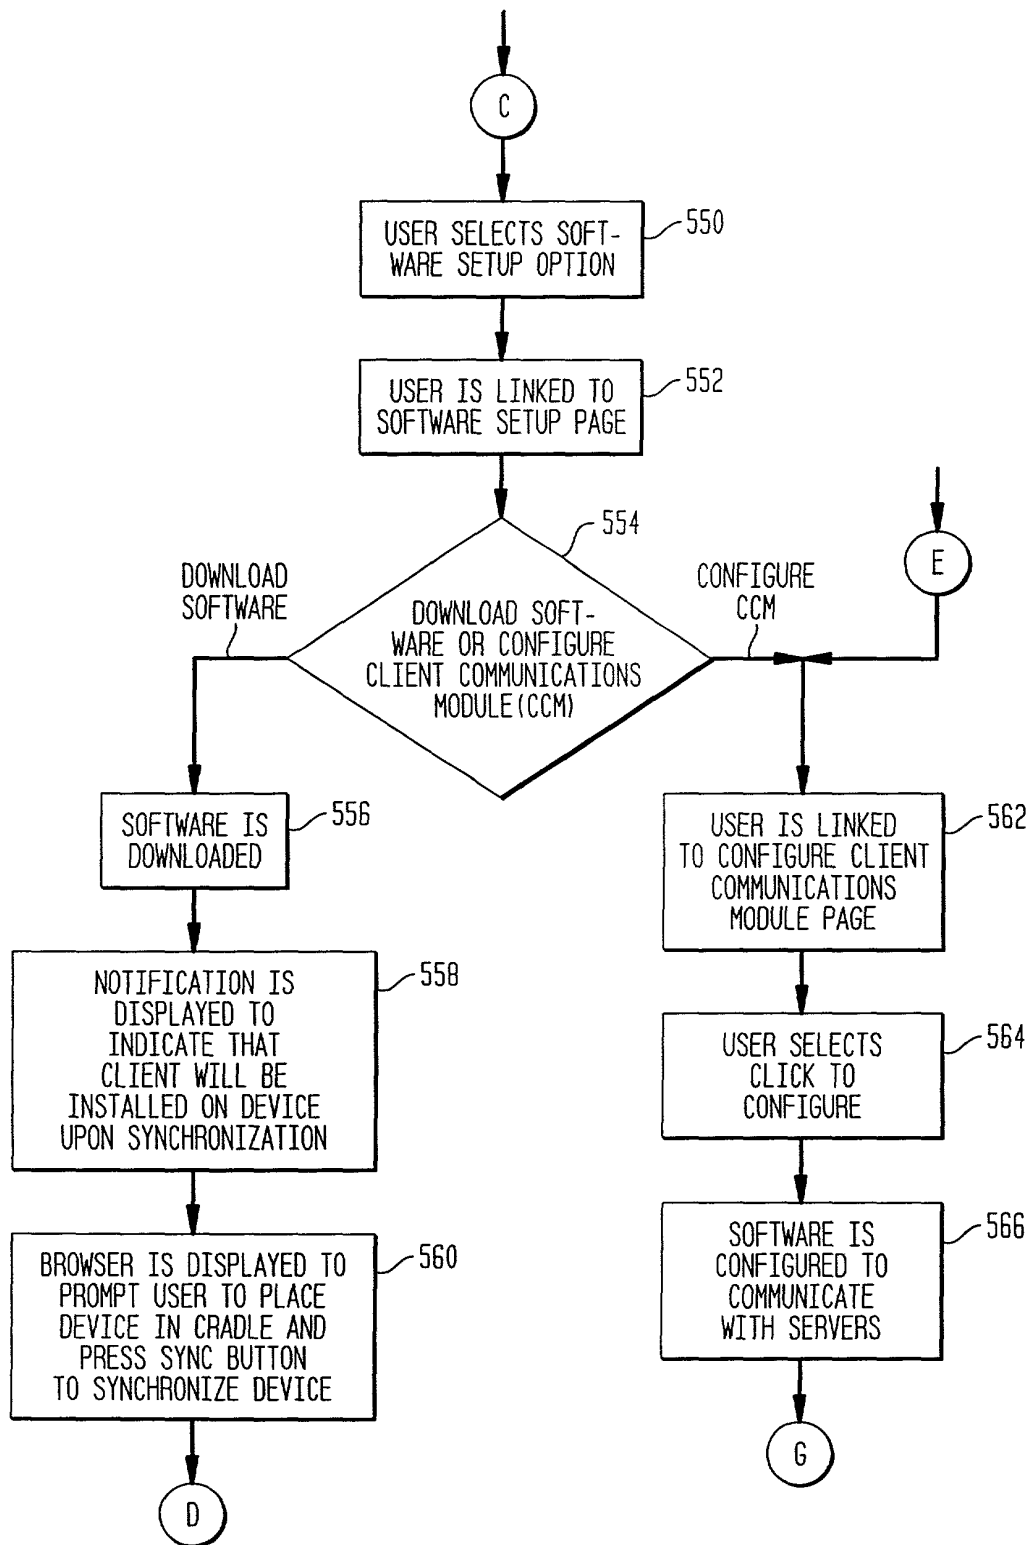 C
USER SELECTS SOFT-
WARE SETUP OPTION
550
USER IS LINKED TO
SOFTWARE SETUP PAGE
552
554
DOWNLOAD SOFT-
WARE OR CONFIGURE
CLIENT COMMUNICATIONS
MODULE(CCM)
DOWNLOAD
SOFTWARE
CONFIGURE
CCM
E
SOFTWARE IS
DOWNLOADED
556
NOTIFICATION IS
DISPLAYED TO
INDICATE THAT
CLIENT WILL BE
INSTALLED ON DEVICE
UPON SYNCHRONIZATION
558
BROWSER IS DISPLAYED TO
PROMPT USER TO PLACE
DEVICE IN CRADLE AND
PRESS SYNC BUTTON
TO SYNCHRONIZE DEVICE
560
D
USER IS LINKED
TO CONFIGURE CLIENT
COMMUNICATIONS
MODULE PAGE
562
USER SELECTS
CLICK TO
CONFIGURE
564
SOFTWARE IS
CONFIGURED TO
COMMUNICATE
WITH SERVERS
566
G